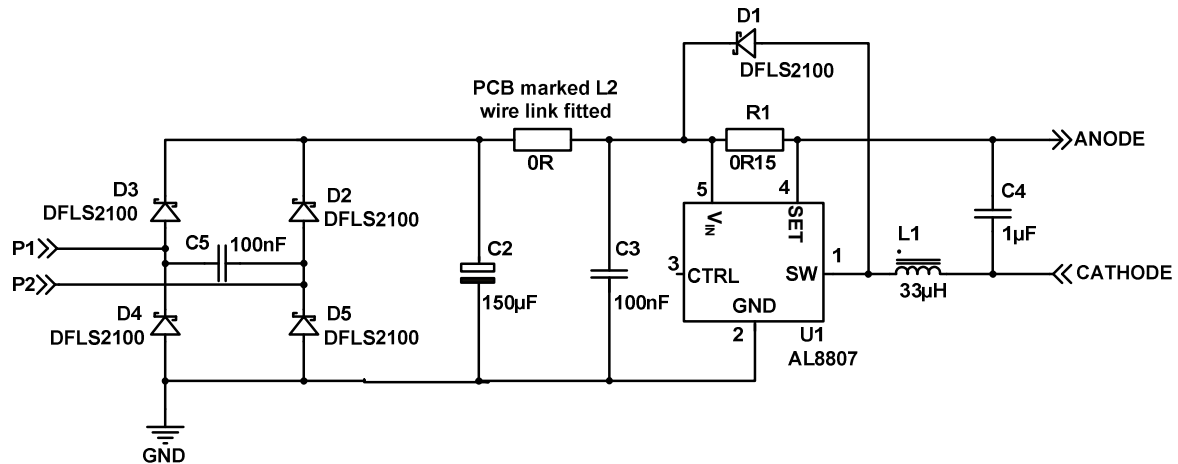 D1
DFLS2100
PCB marked L2
wire link fitted
0R
R1
0R15
ANODE
D3
DFLS2100
D2
DFLS2100
5
4
V_IN
SET
C4
1µF
P1
C5
100nF
P2
C2
150µF
C3
100nF
3
CTRL
SW
1
L1
33µH
CATHODE
D4
DFLS2100
D5
DFLS2100
GND
2
U1
AL8807
GND